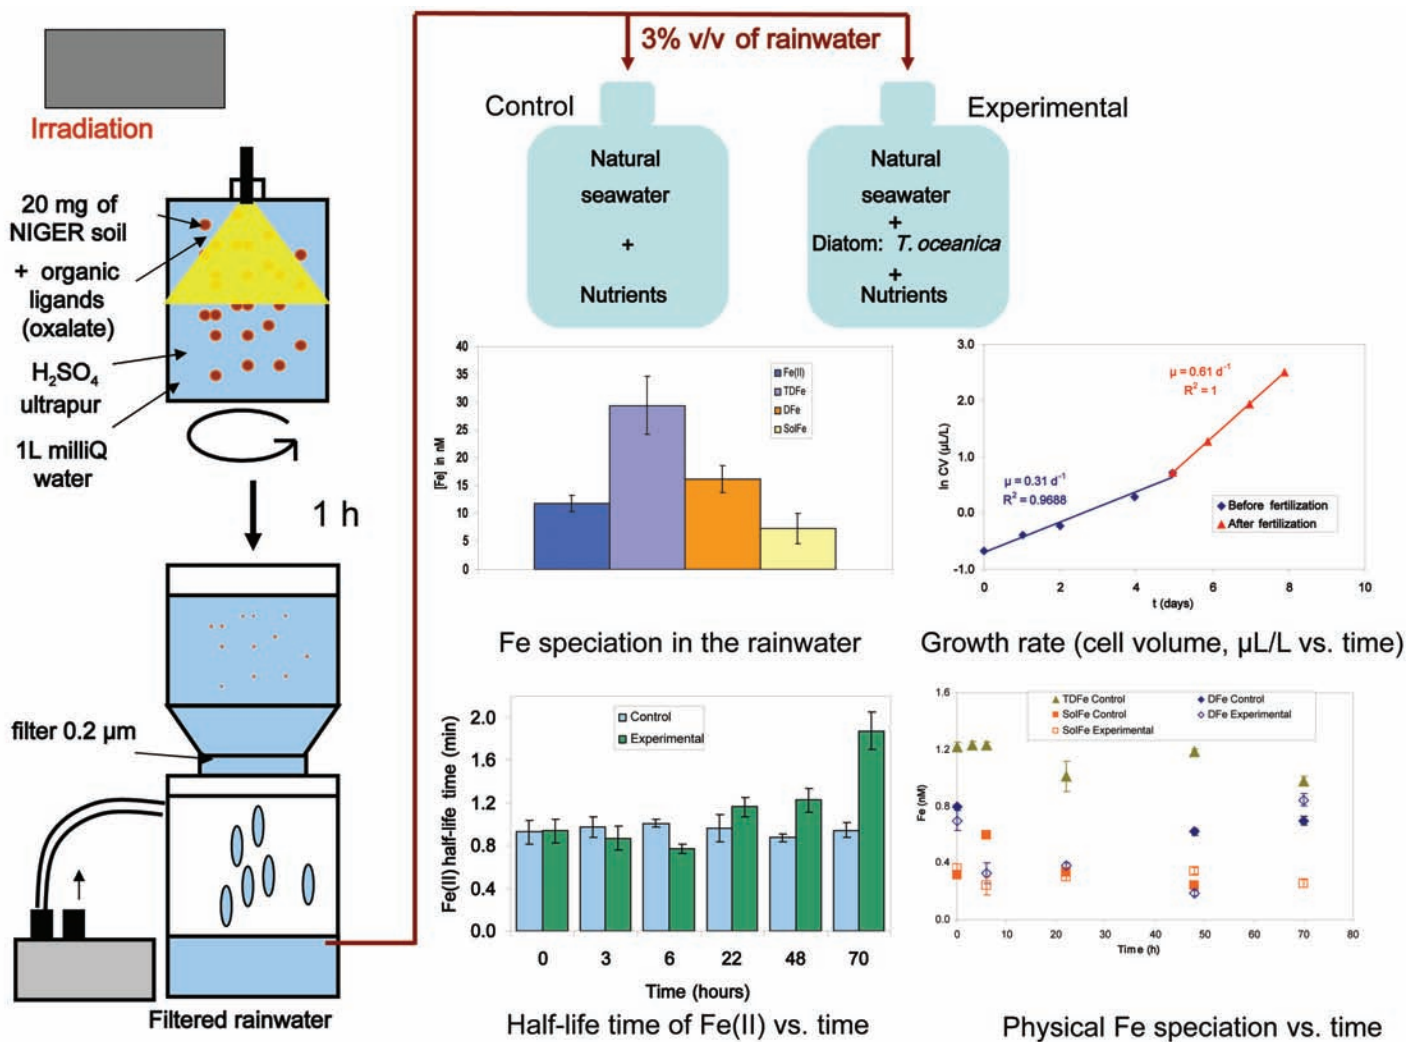 3% v/v of rainwater
Irradiation
Control
Experimental
20 mg of
NIGER soil
+ organic
ligands
(oxalate)
H₂SO₄
ultrapur
1L milliQ
water
1 h
filter 0.2 µm
Filtered rainwater
Natural
seawater
+
Nutrients
Natural
seawater
+
Diatom: T. oceanica
+
Nutrients
40
35
30
25
20
15
10
5
0
[Fe] in nM
Fe(II)
TDFe
DFe
SolFe
Fe speciation in the rainwater
3.0
2.0
1.0
0.0
-1.0
ln CV (µL/L)
µ = 0.61 d⁻¹
R² = 1
µ = 0.31 d⁻¹
R² = 0.9688
Before fertilization
After fertilization
0 2 4 6 8 10
t (days)
Growth rate (cell volume, µL/L vs. time)
2.0
1.6
1.2
0.8
0.4
0.0
Fe(II) half-life time (min)
Control
Experimental
0 3 6 22 48 70
Time (hours)
Half-life time of Fe(II) vs. time
1.6
1.2
0.8
0.4
0.0
Fe (nM)
TDFe Control DFe Control
SolFe Control DFe Experimental
SolFe Experimental
0 10 20 30 40 50 60 70 80
Time (h)
Physical Fe speciation vs. time